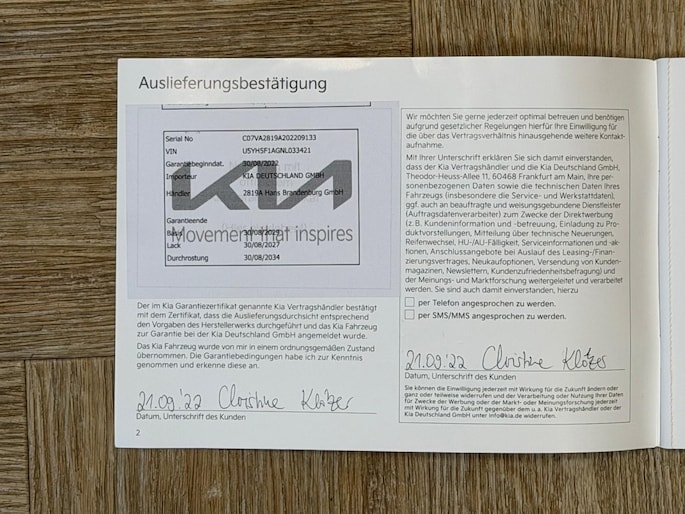 Auslieferungsbestätigung
Serial No C07VA2819A202209133
VIN U5YH5F1AGNL033421
Garantiebeginndat. 30/08/2022
Importeur KIA DEUTSCHLAND GMBH
Händler 2819A Hans Brandenburg GmbH
KIA
Garantieende
Basis 30/08/2029
Movement that inspires
Lack 30/08/2027
Durchrostung 30/08/2034
Der im Kia Garantiezertifikat genannte Kia Vertragshändler bestätigt
mit dem Zertifikat, dass die Auslieferungsdurchsicht entsprechend
den Vorgaben des Herstellerwerks durchgeführt und das Kia Fahrzeug
zur Garantie bei der Kia Deutschland GmbH angemeldet wurde.
Das Kia Fahrzeug wurde von mir in einem ordnungsgemäßen Zustand
übernommen. Die Garantiebedingungen habe ich zur Kenntnis
genommen und erkenne diese an.
21.09.22 Christine Klötzer
Datum, Unterschrift des Kunden
2
Wir möchten Sie gerne jederzeit optimal betreuen und benötigen
aufgrund gesetzlicher Regelungen hierfür Ihre Einwilligung für
die über das Vertragsverhältnis hinausgehende weitere Kontakt-
aufnahme.
Mit Ihrer Unterschrift erklären Sie sich damit einverstanden,
dass der Kia Vertragshändler und die Kia Deutschland GmbH,
Theodor-Heuss-Allee 11, 60468 Frankfurt am Main, Ihre per-
sonenbezogenen Daten sowie die technischen Daten Ihres
Fahrzeugs (insbesondere die Service- und Werkstattdaten),
ggf. auch an beauftragte und weisungsgebundene Dienstleister
(Auftragsdatenverarbeiter) zum Zwecke der Direktwerbung
(z. B. Kundeninformation und -betreuung, Einladung zu Pro-
duktvorstellungen, Mitteilung über technische Neuerungen,
Reifenwechsel, HU-/AU-Fälligkeit, Serviceinformationen und -ak-
tionen, Anschlussangebote bei Auslauf des Leasing-/Finan-
zierungsvertrages, Neukaufoptionen, Versendung von Kunden-
magazinen, Newslettern, Kundenzufriedenheitsbefragung) und
der Meinungs- und Marktforschung weitergeleitet und verarbeitet
werden. Sie sind auch damit einverstanden, hierzu
per Telefon angesprochen zu werden.
per SMS/MMS angesprochen zu werden.
21.09.22 Christine Klötzer
Datum, Unterschrift des Kunden
Sie können die Einwilligung jederzeit mit Wirkung für die Zukunft ändern oder
ganz oder teilweise widerrufen und der Verarbeitung oder Nutzung Ihrer Daten
für Zwecke der Werbung oder der Markt- oder Meinungsforschung jederzeit
mit Wirkung für die Zukunft gegenüber dem o.a. Kia Vertragshändler oder der
Kia Deutschland GmbH unter info@kia.de widerrufen.